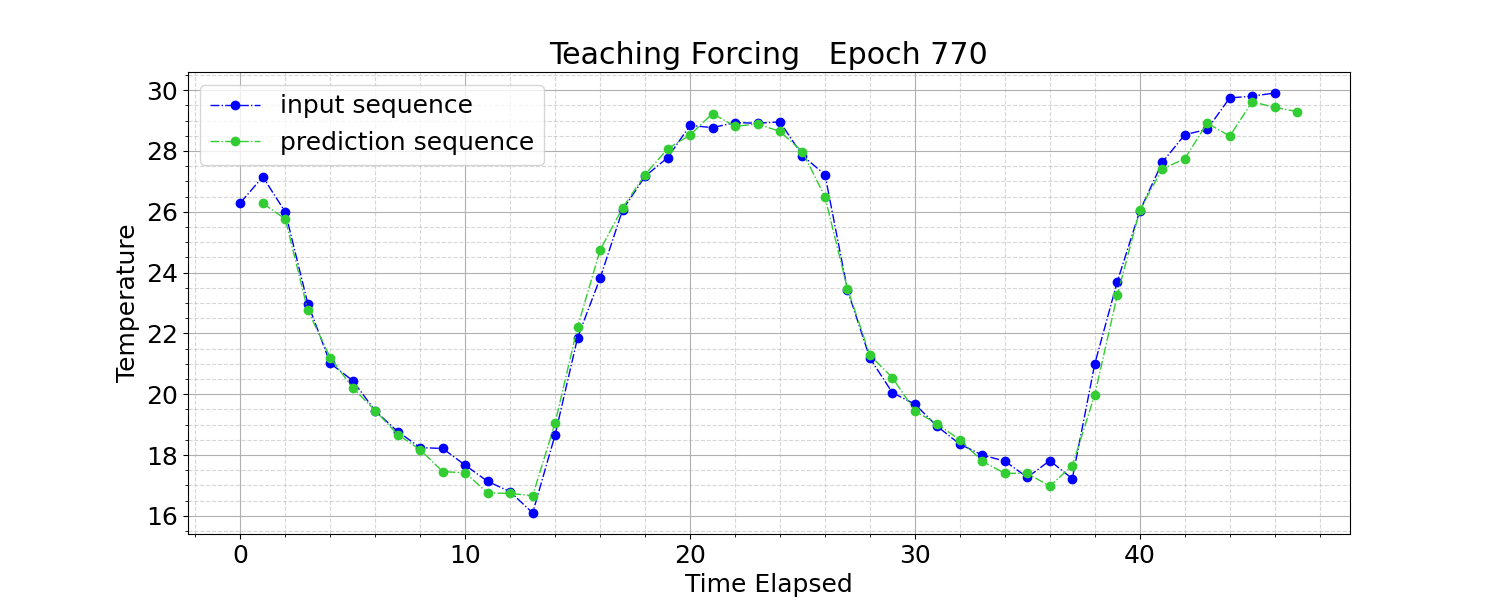 Teaching Forcing   Epoch 770
30
28
26
24
22
20
18
16
Temperature
input sequence
prediction sequence
0 10 20 30 40
Time Elapsed